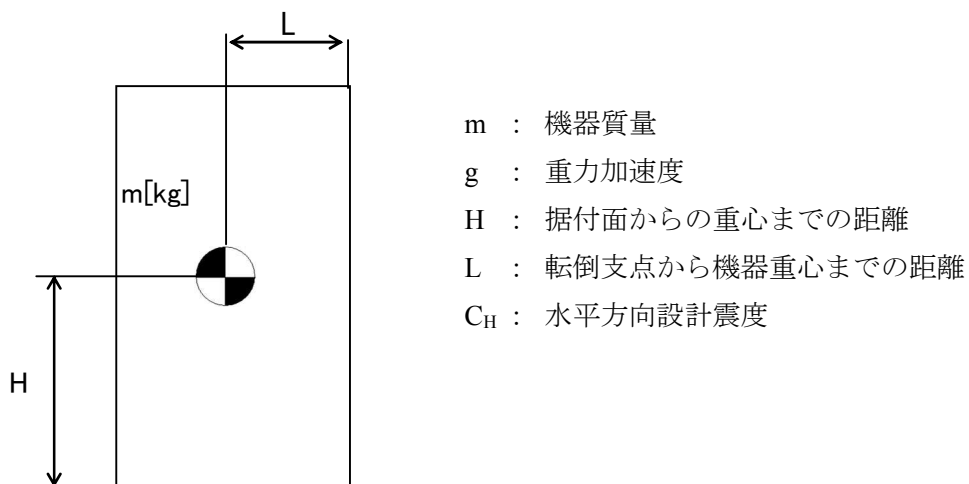 L
m[kg]
H
m : 機器質量
g : 重力加速度
H : 据付面からの重心までの距離
L : 転倒支点から機器重心までの距離
C_H : 水平方向設計震度